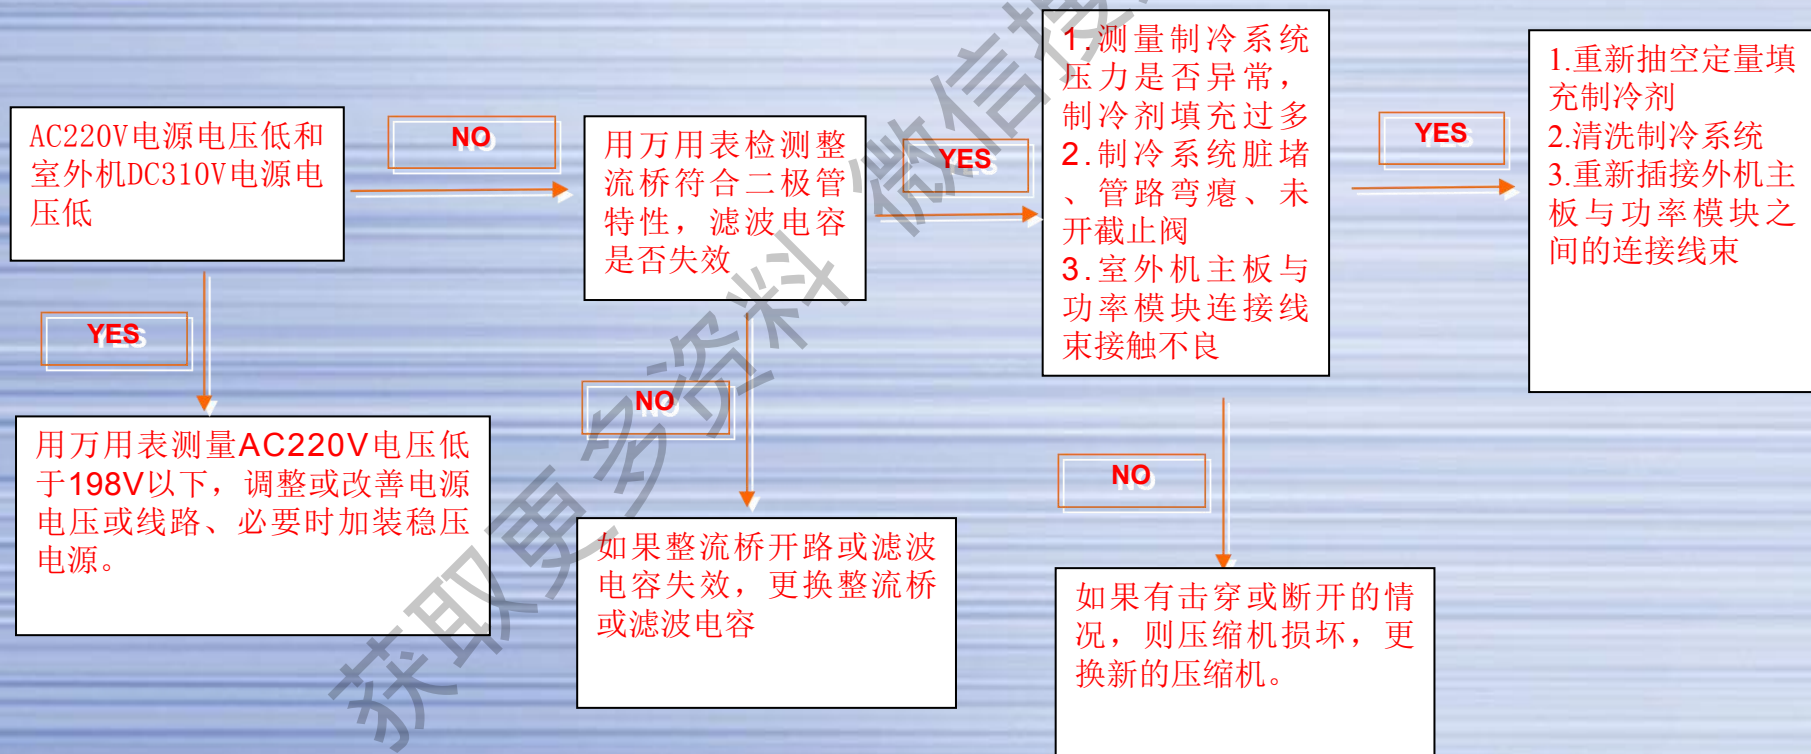 AC220V电源电压低和
室外机DC310V电源电
压低
NO
用万用表检测整
流桥符合二极管
特性，滤波电容
是否失效
YES
1.测量制冷系统
压力是否异常，
制冷剂填充过多
2.制冷系统脏堵
、管路弯瘪、未
开截止阀
3.室外机主板与
功率模块连接线
束接触不良
YES
1.重新抽空定量填
充制冷剂
2.清洗制冷系统
3.重新插接外机主
板与功率模块之
间的连接线束
YES
用万用表测量AC220V电压低
于198V以下，调整或改善电源
电压或线路、必要时加装稳压
电源。
NO
如果整流桥开路或滤波
电容失效，更换整流桥
或滤波电容
NO
如果有击穿或断开的情
况，则压缩机损坏，更
换新的压缩机。
获取更多资料 微信搜